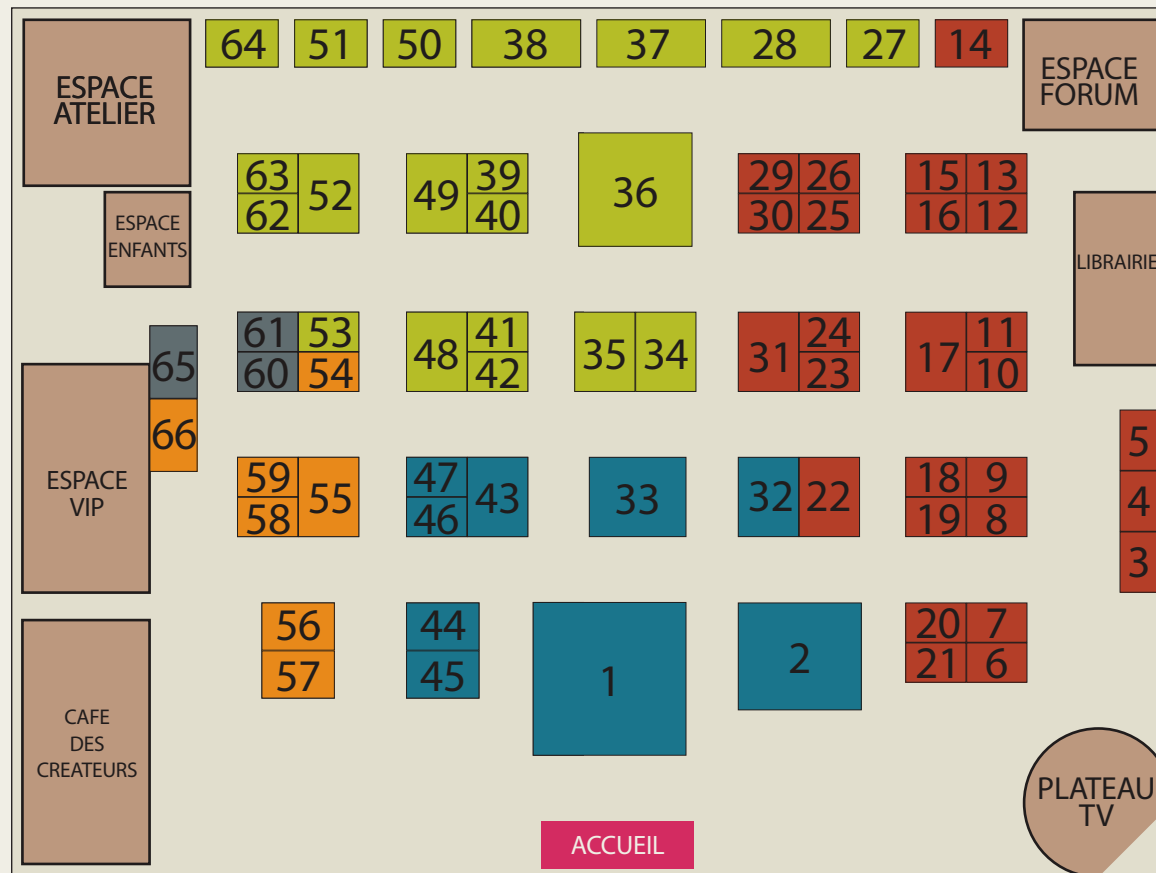 64 51 50 38 37 28 27 14
ESPACE
ATELIER
ESPACE
FORUM
63 52 49 39 36 29 26 15 13
62 40 30 25 16 12
ESPACE
ENFANTS
LIBRAIRIE
61 53 48 41 35 34 31 24 17 11
60 54 42 23 10
65
66
ESPACE
VIP
59 55 47 43 33 32 22 18 9
58 46 19 8
5
4
3
56 44 1 2 20 7
57 45 21 6
CAFE
DES
CREATEURS
PLATEAU
TV
ACCUEIL